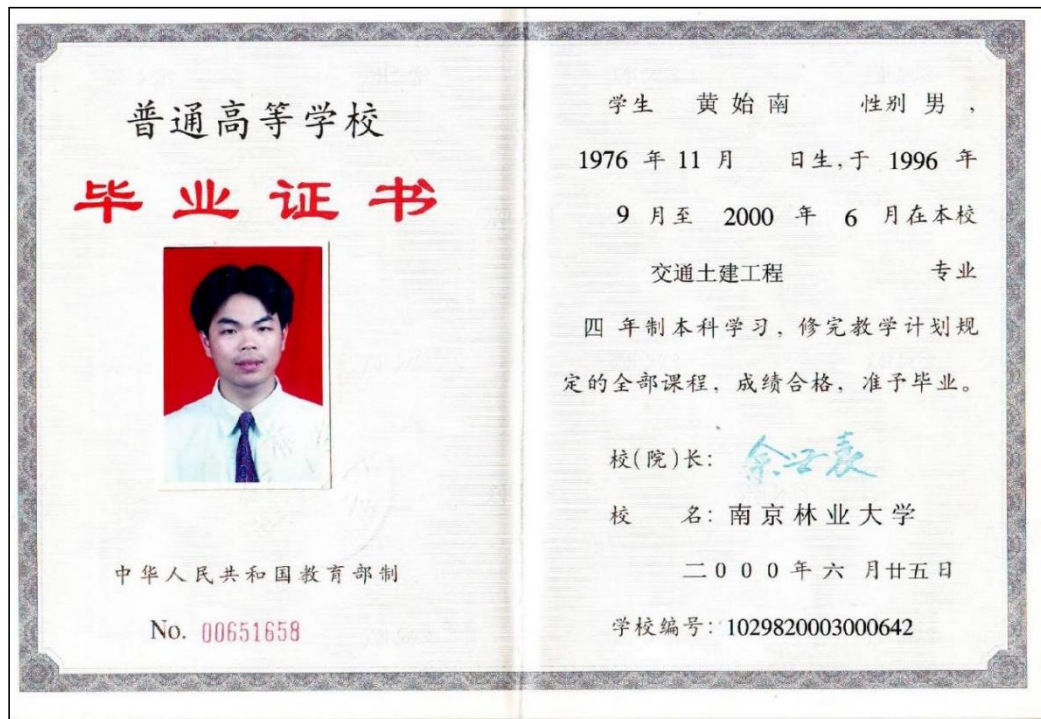 普通高等学校
毕业证书
中华人民共和国教育部制
No. 00651658
学生 黄始南 性别 男，
1976 年 11 月 日生，于 1996 年
9 月至 2000 年 6 月在本校
交通土建工程 专业
四 年制本科学习，修完教学计划规
定的全部课程，成绩合格，准予毕业。
校(院)长：余世袁
校 名：南京林业大学
二０００年六 月廿五日
学校编号：1029820003000642